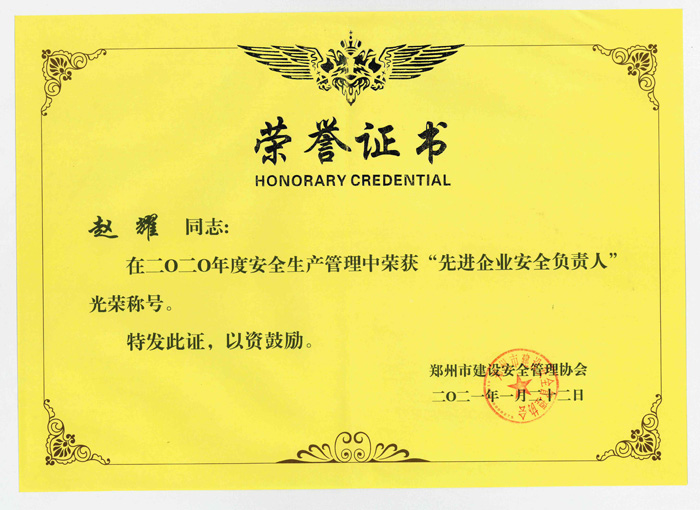 荣誉证书
HONORARY CREDENTIAL
赵耀 同志:
在二〇二〇年度安全生产管理中荣获“先进企业安全负责人”
光荣称号。
特发此证，以资鼓励。
郑州市建设安全管理协会
二〇二一年一月二十二日